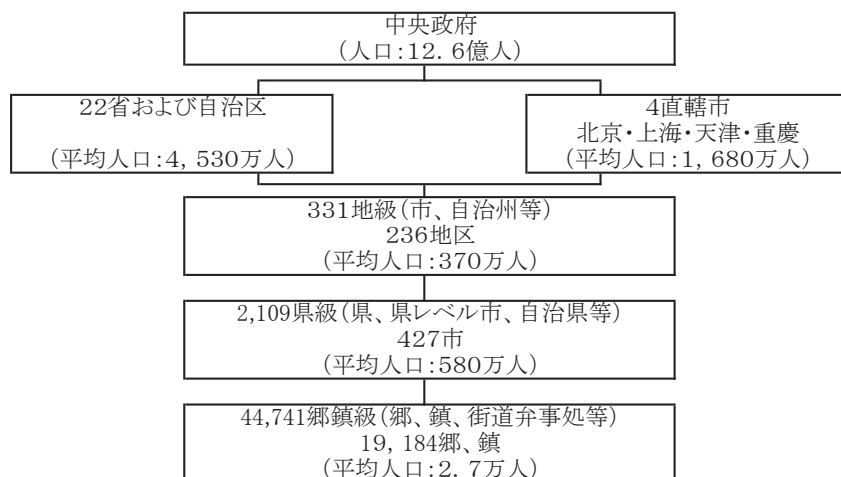 中央政府
(人口:12.6億人)
22省および自治区
(平均人口:4,530万人)
4直轄市
北京・上海・天津・重慶
(平均人口:1,680万人)
331地級(市、自治州等)
236地区
(平均人口:370万人)
2,109県級(県、県レベル市、自治県等)
427市
(平均人口:580万人)
44,741郷鎮級(郷、鎮、街道弁事処等)
19,184郷、鎮
(平均人口:2.7万人)